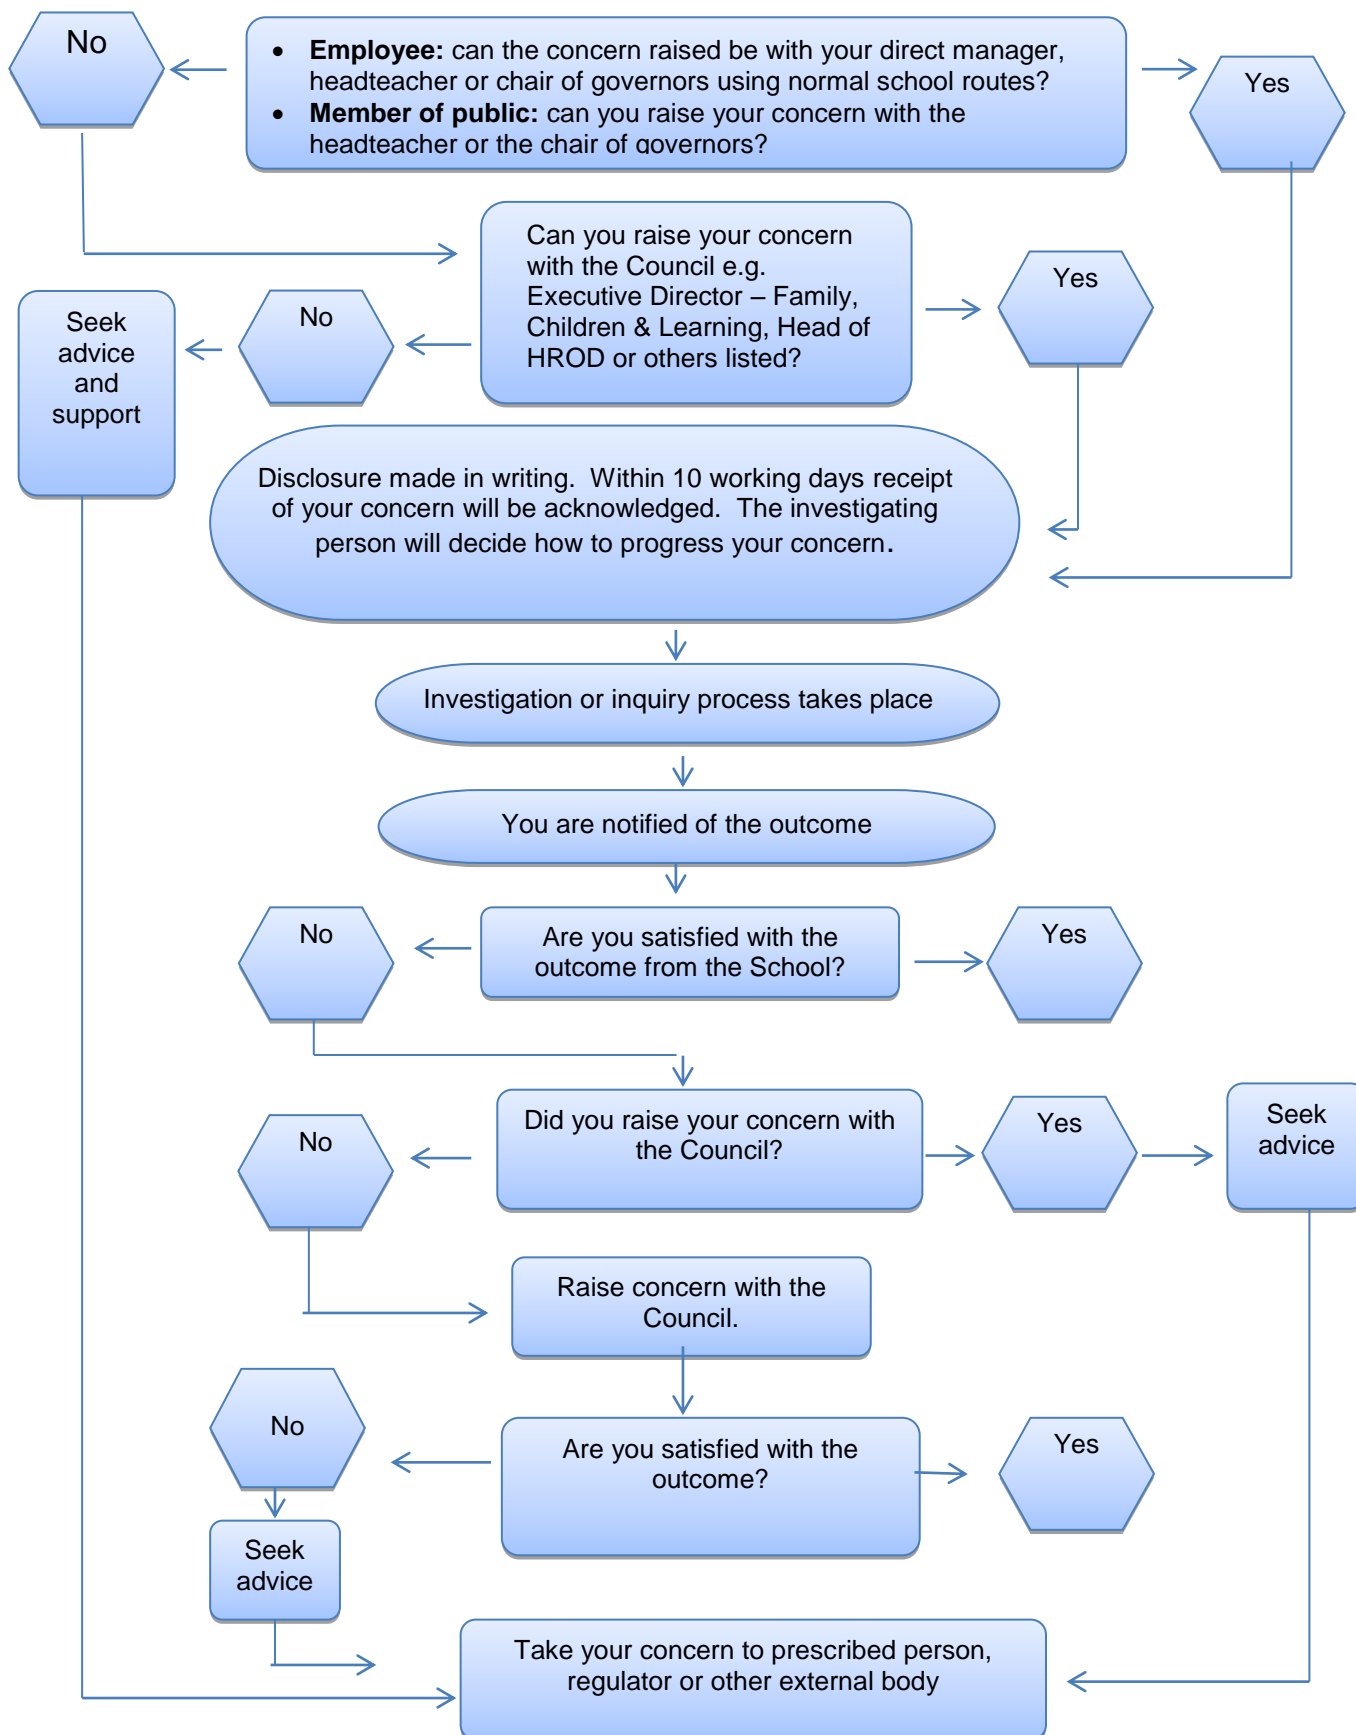 No
• Employee: can the concern raised be with your direct manager,
headteacher or chair of governors using normal school routes?
• Member of public: can you raise your concern with the
headteacher or the chair of governors?
Yes
Can you raise your concern
with the Council e.g.
Executive Director – Family,
Children & Learning, Head of
HROD or others listed?
Yes
No
Seek
advice
and
support
Disclosure made in writing.  Within 10 working days receipt
of your concern will be acknowledged.  The investigating
person will decide how to progress your concern.
Investigation or inquiry process takes place
You are notified of the outcome
No
Are you satisfied with the
outcome from the School?
Yes
No
Did you raise your concern with
the Council?
Yes
Seek
advice
Raise concern with the
Council.
No
Are you satisfied with the
outcome?
Yes
Seek
advice
Take your concern to prescribed person,
regulator or other external body